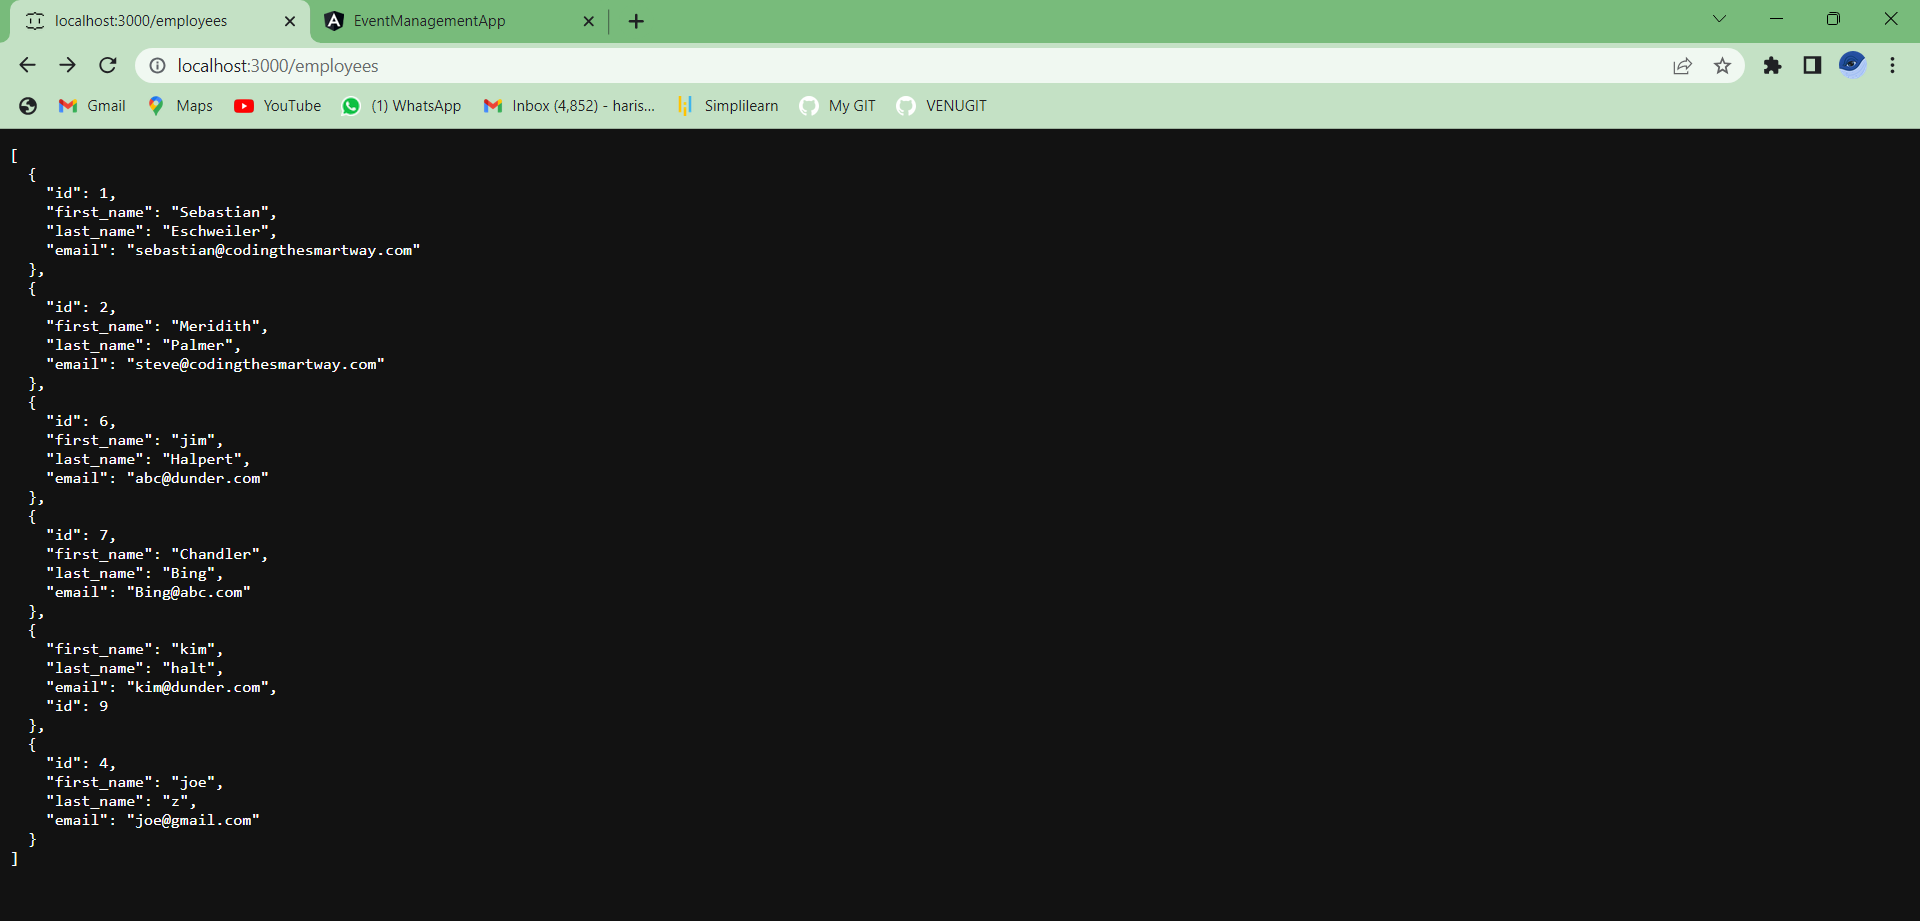 localhost:3000/employees
EventManagementApp
localhost:3000/employees
Gmail
Maps
YouTube
(1) WhatsApp
Inbox (4,852) - haris...
Simplilearn
My GIT
VENUGIT
[
  {
    "id": 1,
    "first_name": "Sebastian",
    "last_name": "Eschweiler",
    "email": "sebastian@codingthesmartway.com"
  },
  {
    "id": 2,
    "first_name": "Meridith",
    "last_name": "Palmer",
    "email": "steve@codingthesmartway.com"
  },
  {
    "id": 6,
    "first_name": "jim",
    "last_name": "Halpert",
    "email": "abc@dunder.com"
  },
  {
    "id": 7,
    "first_name": "Chandler",
    "last_name": "Bing",
    "email": "Bing@abc.com"
  },
  {
    "first_name": "kim",
    "last_name": "halt",
    "email": "kim@dunder.com",
    "id": 9
  },
  {
    "id": 4,
    "first_name": "joe",
    "last_name": "z",
    "email": "joe@gmail.com"
  }
]